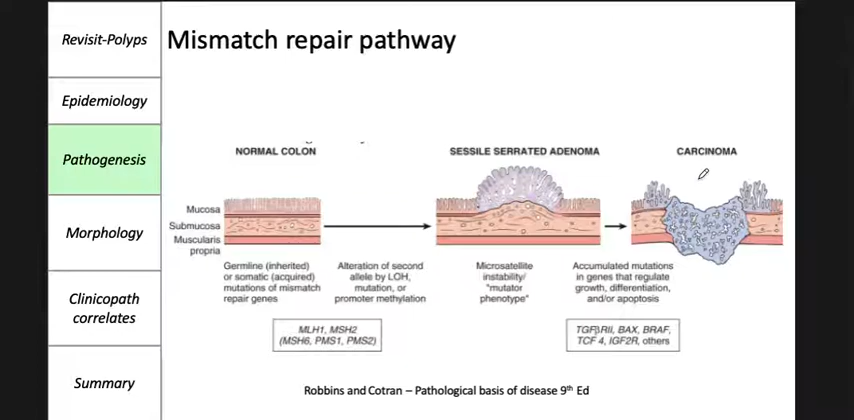 Revisit-Polyps
Mismatch repair pathway
Epidemiology
Pathogenesis
Morphology
Clinicopath
correlates
Summary
NORMAL COLON
SESSILE SERRATED ADENOMA
CARCINOMA
Mucosa
Submucosa
Muscularis
propria
Germline (inherited)
or somatic (acquired)
mutations of mismatch
repair genes
Alteration of second
allele by LOH,
mutation, or
promoter methylation
Microsatellite
instability/
"mutator
phenotype"
Accumulated mutations
in genes that regulate
growth, differentiation,
and/or apoptosis
MLH1, MSH2
(MSH6, PMS1, PMS2)
TGFβRII, BAX, BRAF,
TCF 4, IGF2R, others
Robbins and Cotran – Pathological basis of disease 9th Ed